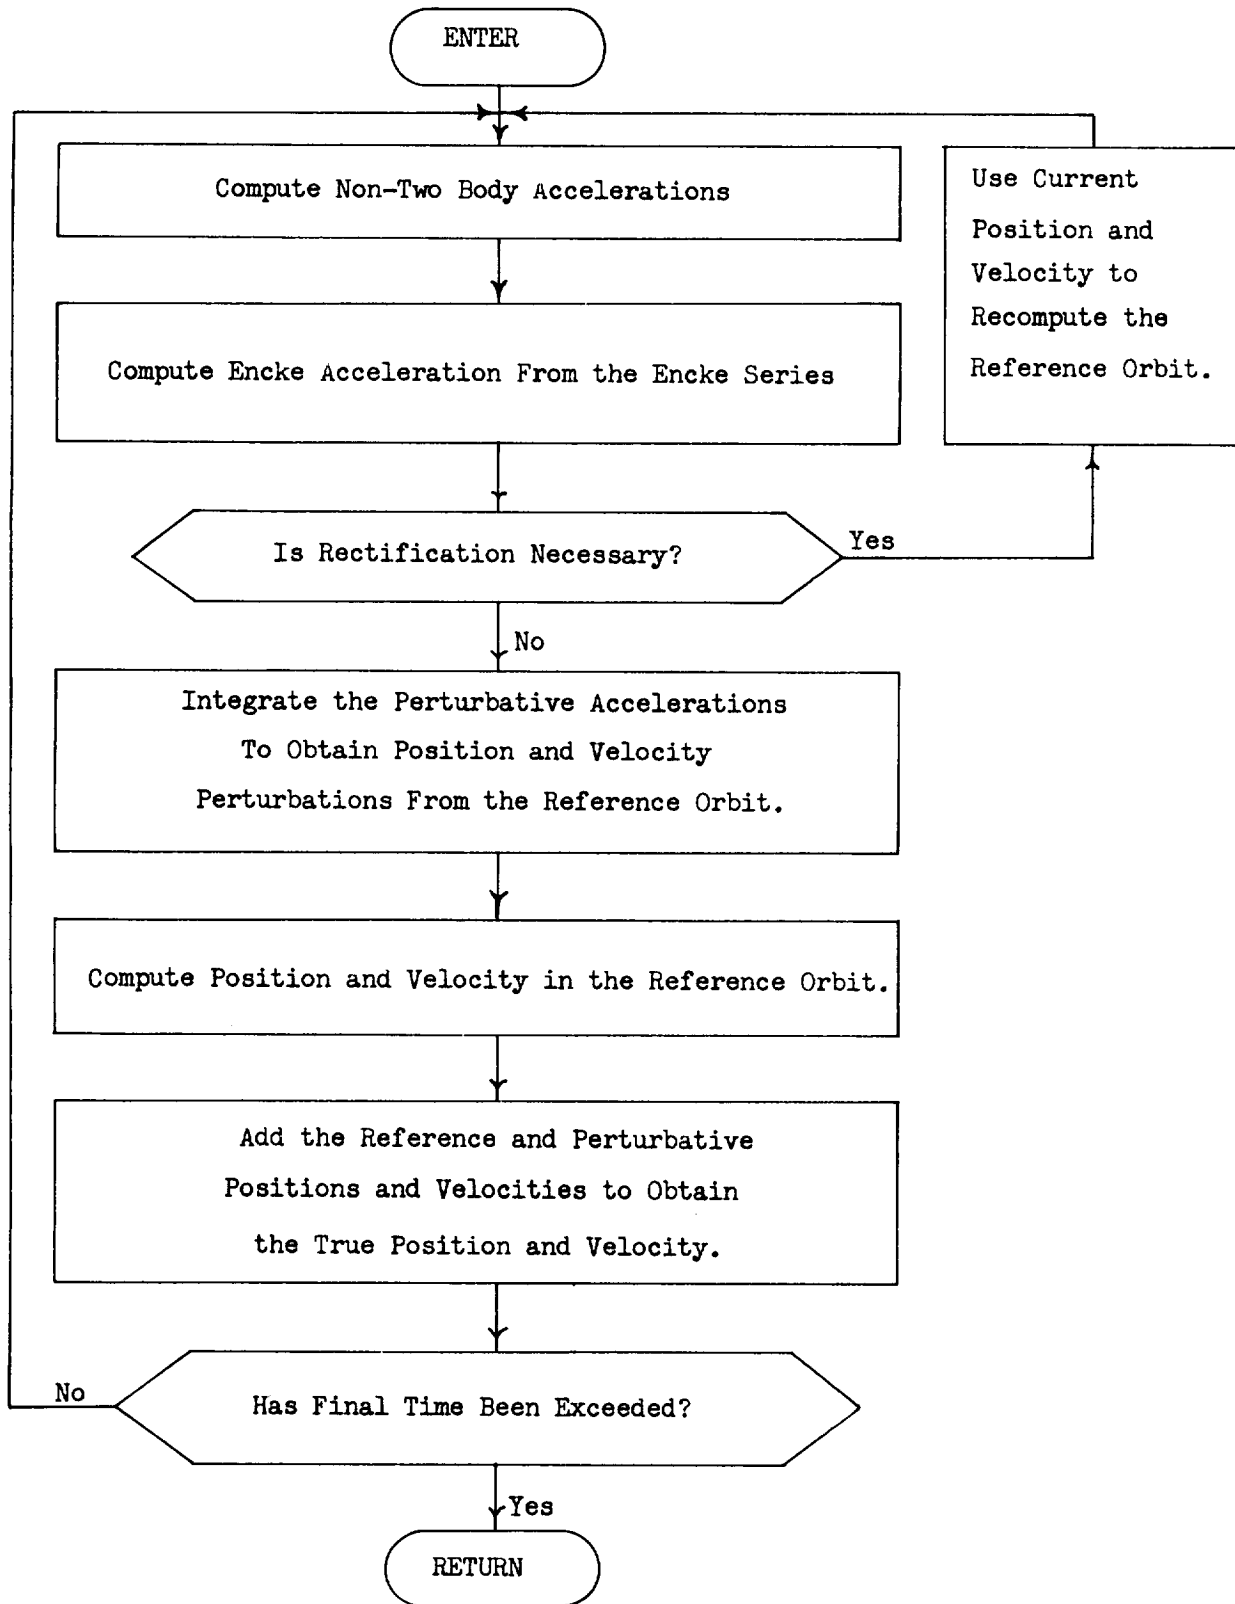 ENTER
Compute Non-Two Body Accelerations
Use Current
Position and
Velocity to
Recompute the
Reference Orbit.
Compute Encke Acceleration From the Encke Series
Is Rectification Necessary?
Yes
No
Integrate the Perturbative Accelerations
To Obtain Position and Velocity
Perturbations From the Reference Orbit.
Compute Position and Velocity in the Reference Orbit.
Add the Reference and Perturbative
Positions and Velocities to Obtain
the True Position and Velocity.
No
Has Final Time Been Exceeded?
Yes
RETURN